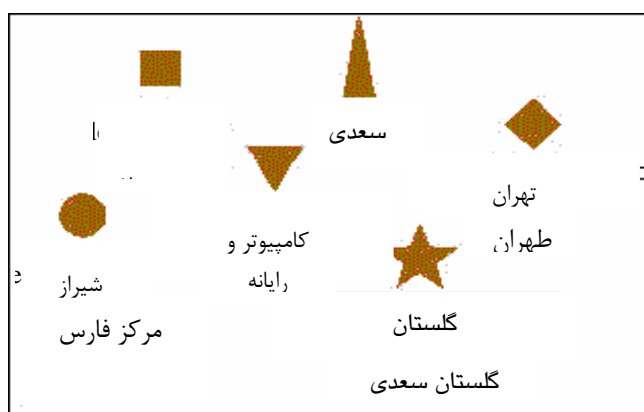 سعدی
تهران
طهران
کامپیوتر و
رایانه
شیراز
مرکز فارس
گلستان
گلستان سعدی